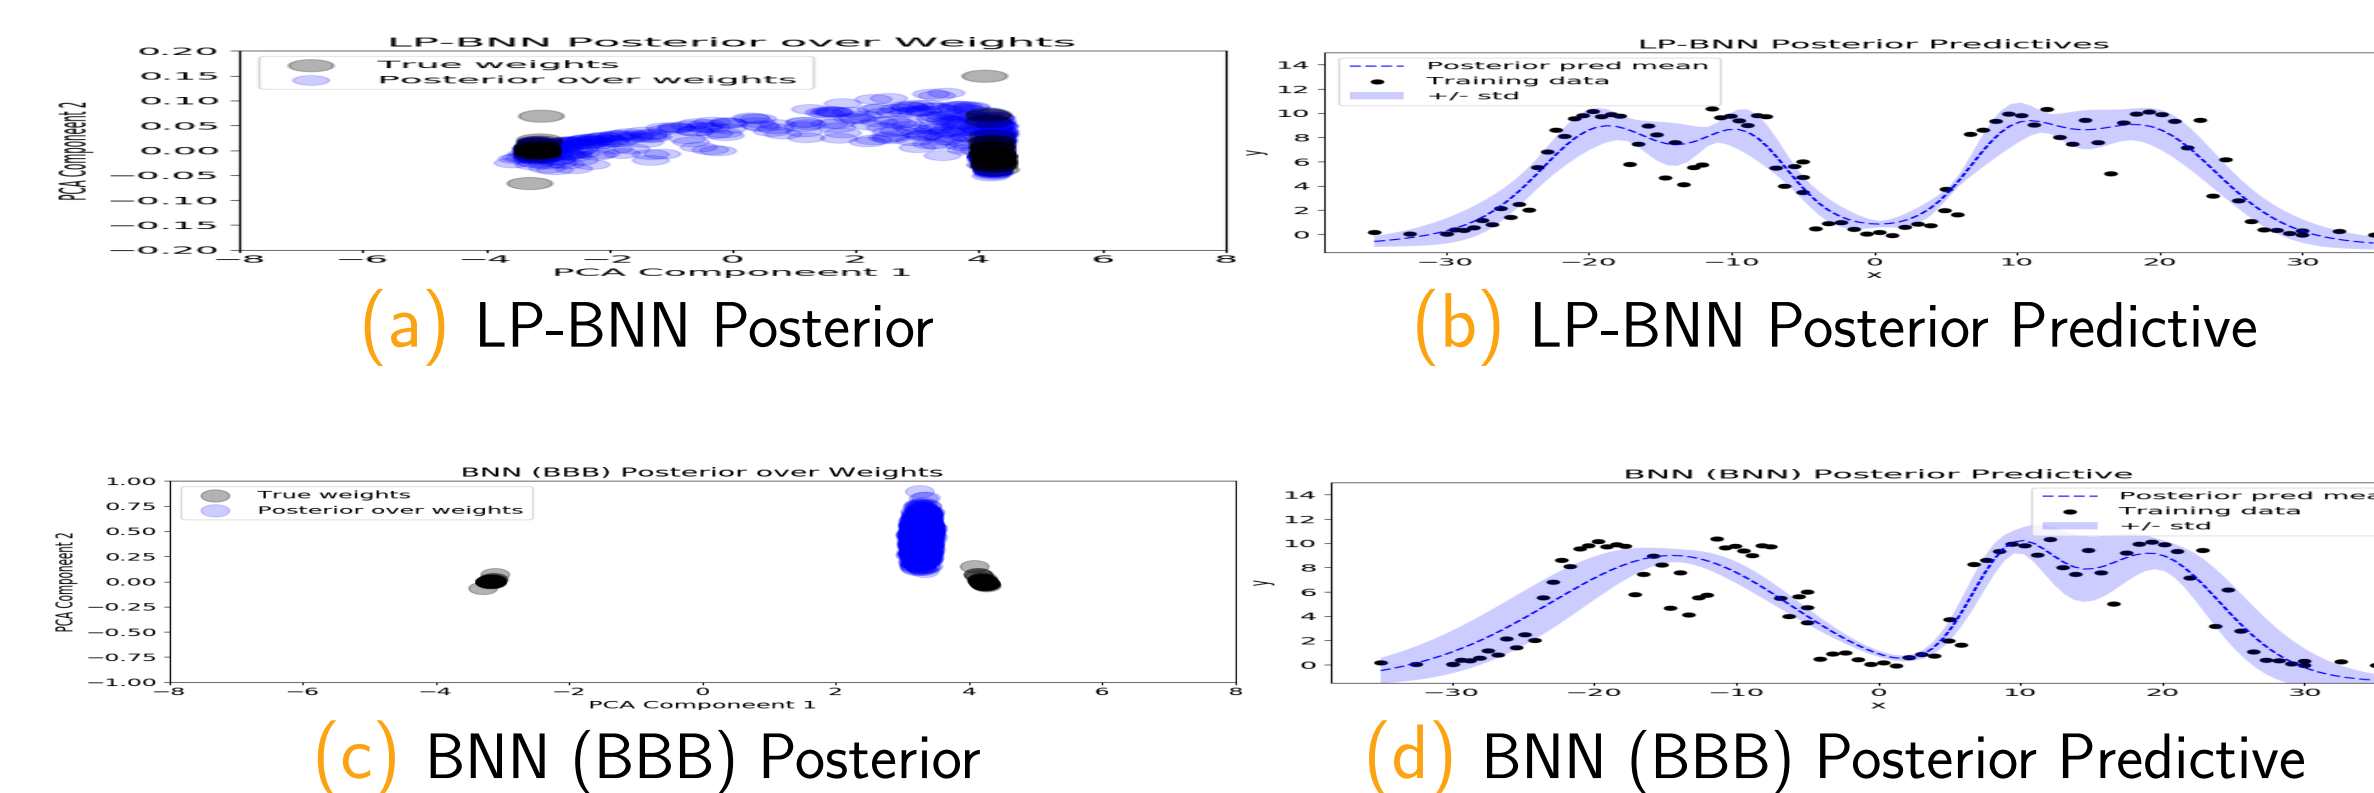 LP-BNN Posterior over Weights
True weights
Posterior over weights
0.20
0.15
0.10
0.05
0.00
−0.05
−0.10
−0.15
−0.20
PCA Componeent 2
−8 −6 −4 −2 0 2 4 6 8
PCA Componeent 1
(a) LP-BNN Posterior
LP-BNN Posterior Predictives
Posterior pred mean
Training data
+/- std
14
12
10
8
6
4
2
0
y
−30 −20 −10 0 10 20 30
x
(b) LP-BNN Posterior Predictive
BNN (BBB) Posterior over Weights
True weights
Posterior over weights
1.00
0.75
0.50
0.25
0.00
−0.25
−0.50
−0.75
−1.00
PCA Componeent 2
−8 −6 −4 −2 0 2 4 6 8
PCA Componeent 1
(c) BNN (BBB) Posterior
BNN (BNN) Posterior Predictive
Posterior pred mea
Training data
+/- std
14
12
10
8
6
4
2
0
y
−30 −20 −10 0 10 20 30
x
(d) BNN (BBB) Posterior Predictive